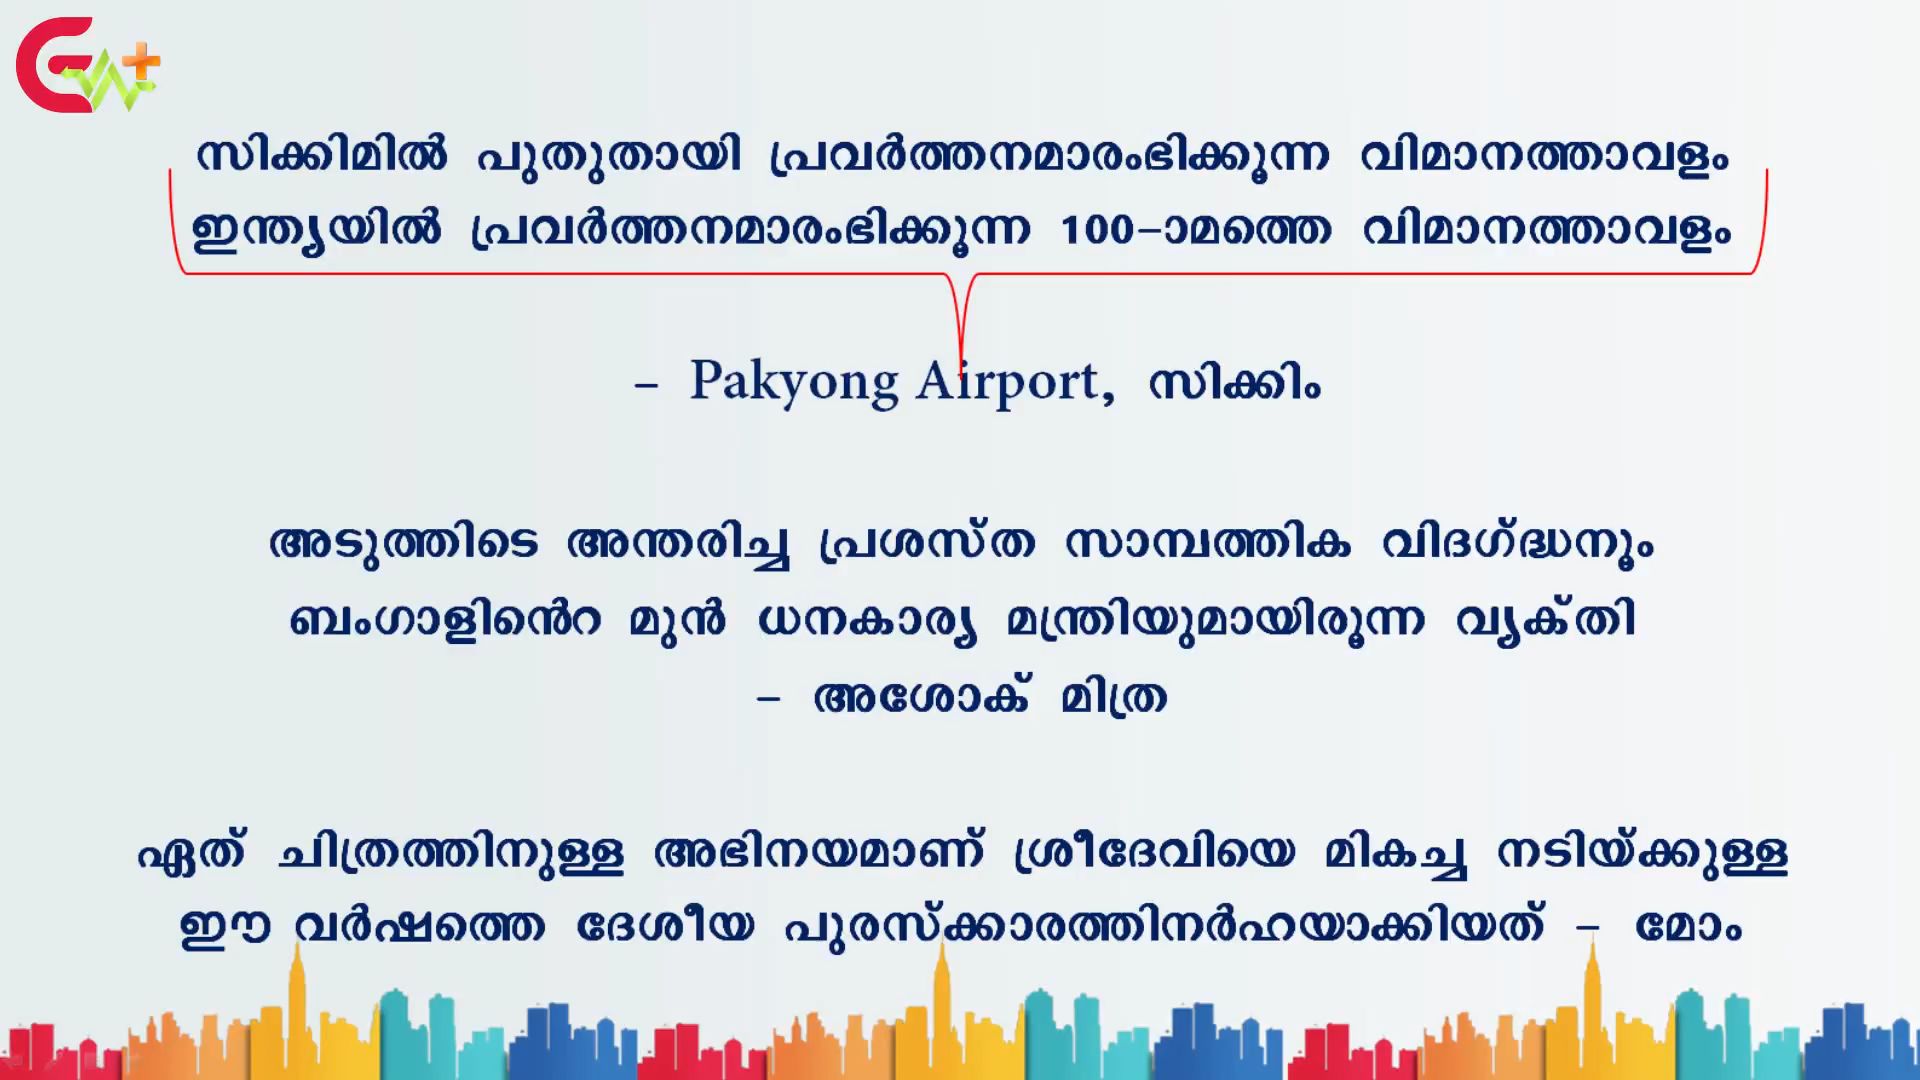 സിക്കിമിൽ പുതുതായി പ്രവർത്തനമാരംഭിക്കുന്ന വിമാനത്താവളം
ഇന്ത്യയിൽ പ്രവർത്തനമാരംഭിക്കുന്ന 100-ാമത്തെ വിമാനത്താവളം
- Pakyong Airport, സിക്കിം
അടുത്തിടെ അന്തരിച്ച പ്രശസ്ത സാമ്പത്തിക വിദഗ്ദ്ധനും
ബംഗാളിൻെറ മുൻ ധനകാര്യ മന്ത്രിയുമായിരുന്ന വ്യക്തി
- അശോക് മിത്ര
ഏത് ചിത്രത്തിനുള്ള അഭിനയമാണ് ശ്രീദേവിയെ മികച്ച നടിയ്ക്കുള്ള
ഈ വർഷത്തെ ദേശീയ പുരസ്ക്കാരത്തിനർഹയാക്കിയത് - മോം